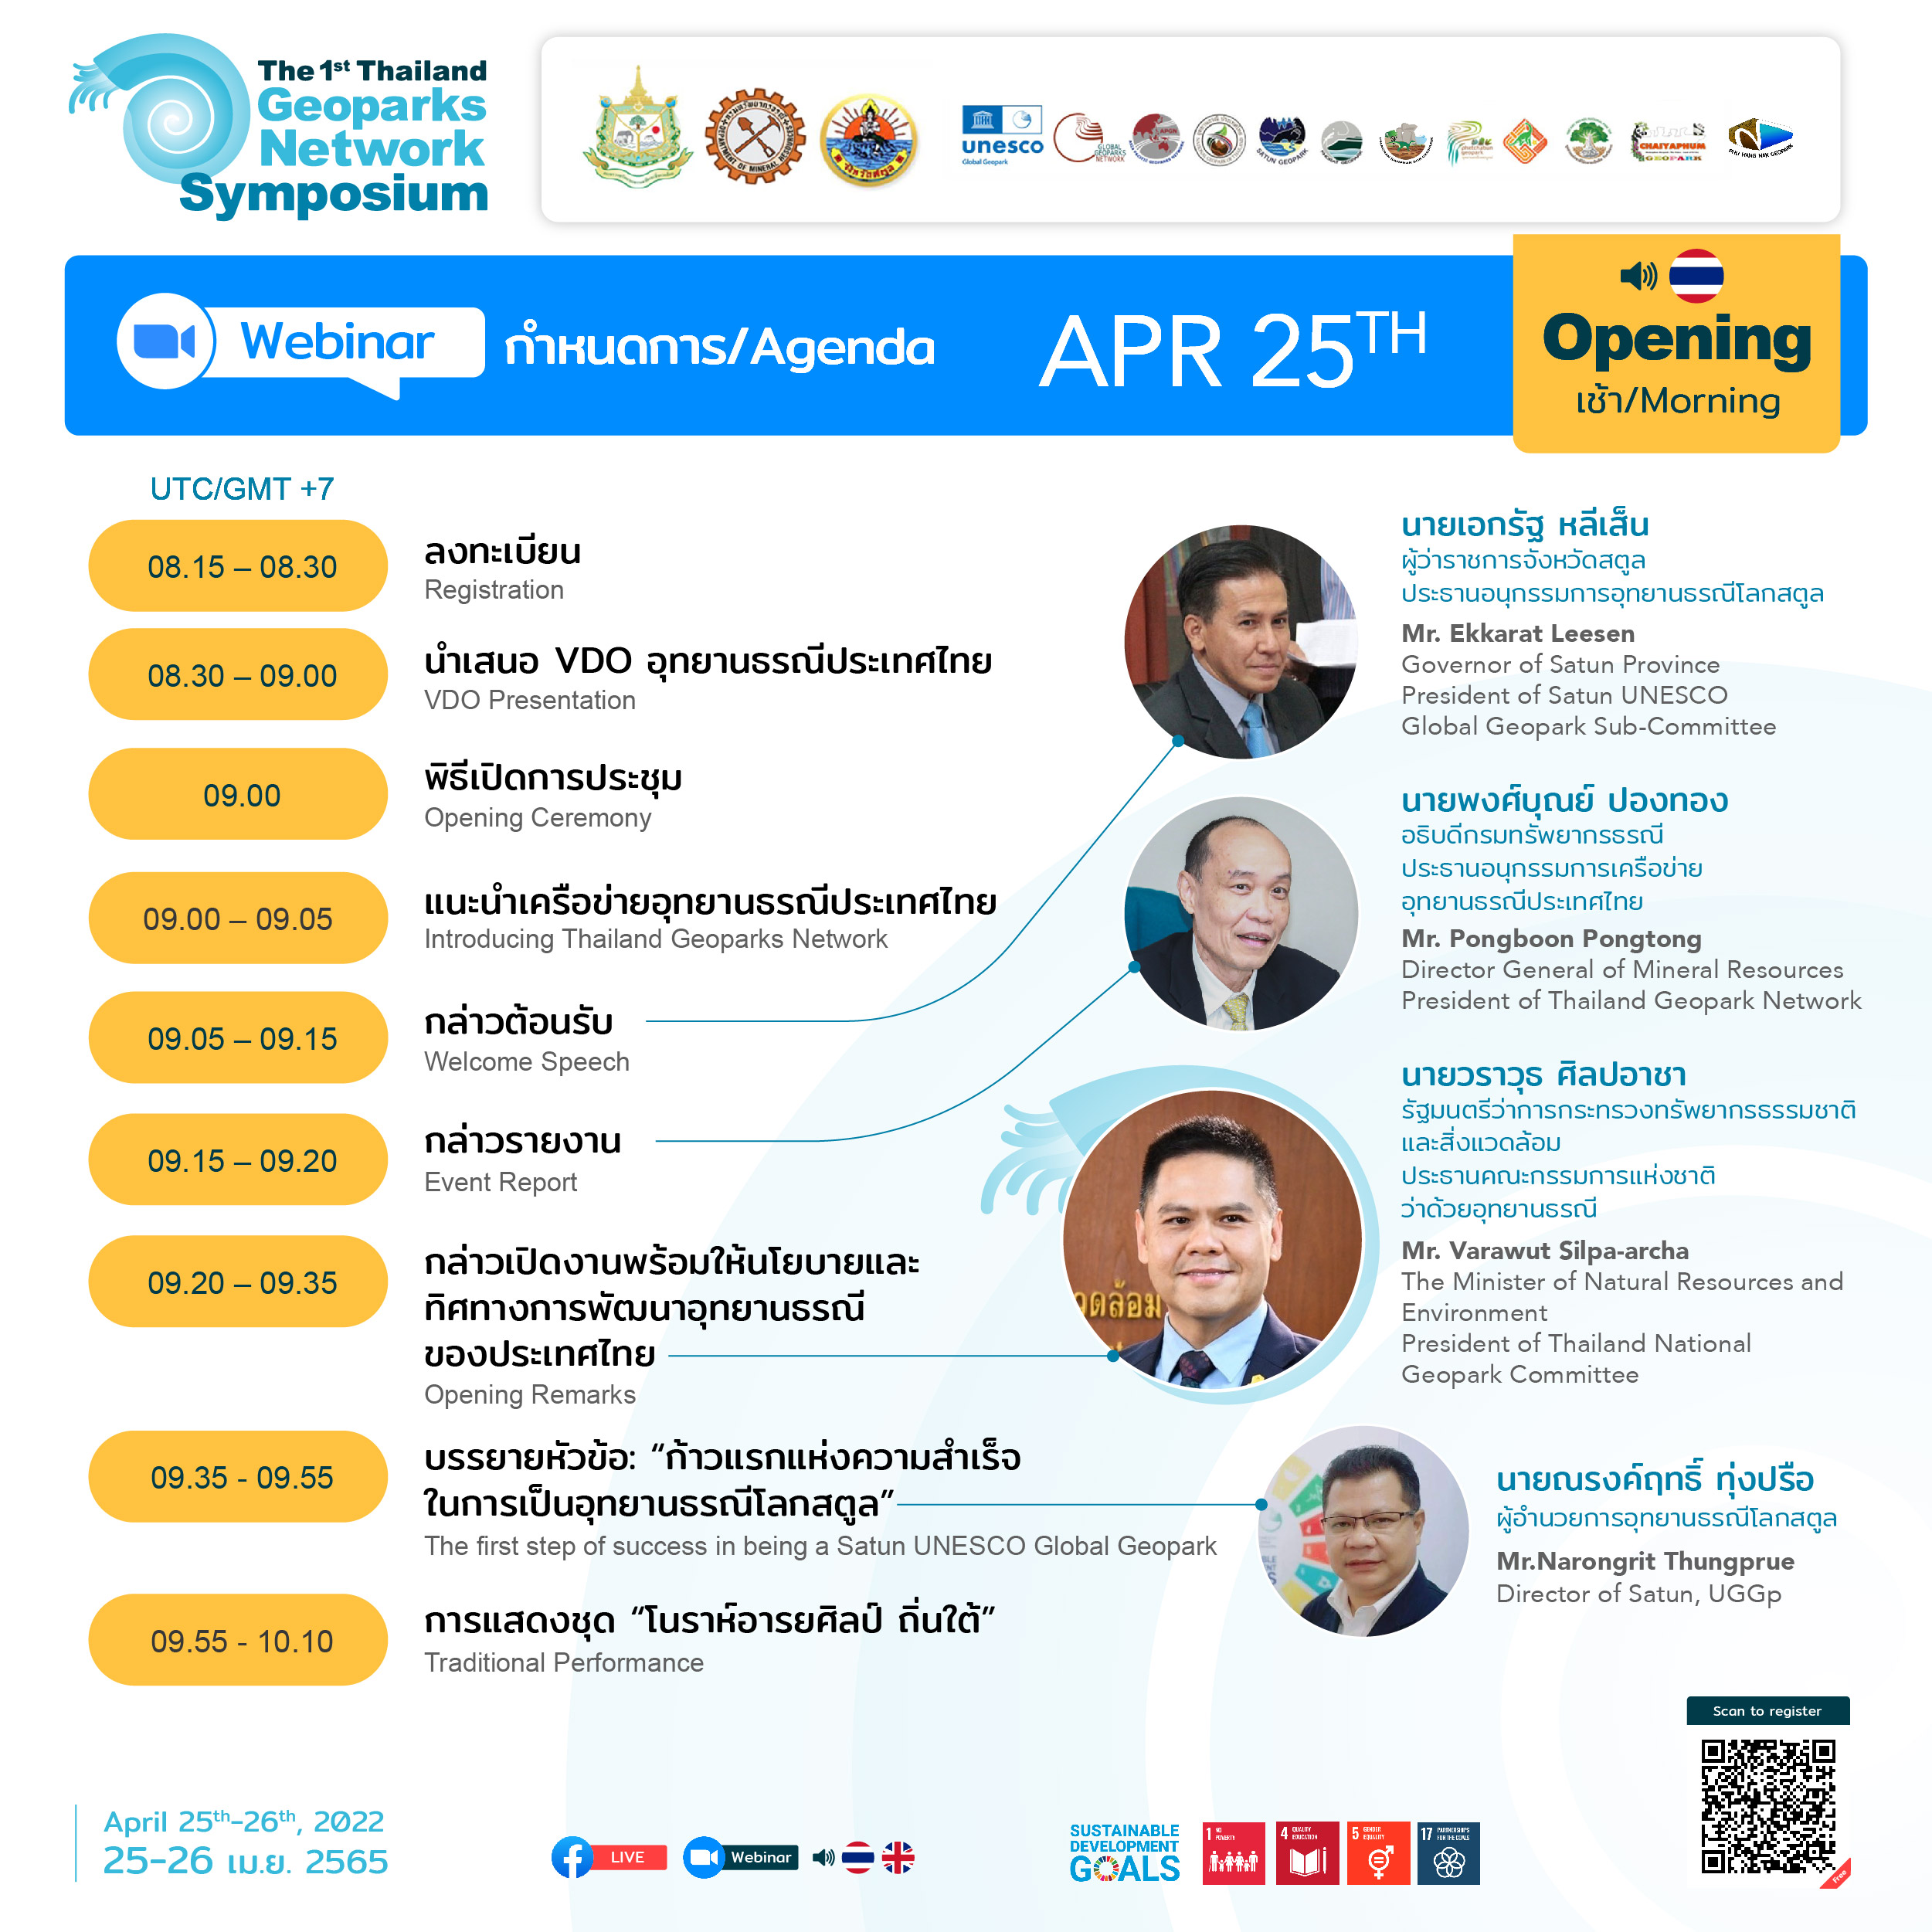 The 1st Thailand
Geoparks
Network
Symposium
unesco
Global Geopark
GLOBAL
GEOPARKS
NETWORK
SATUN GEOPARK
CHAIYAPHUM
GEOPARK
Webinar
กำหนดการ/Agenda
APR 25TH
Opening
เช้า/Morning
UTC/GMT +7
08.15 – 08.30
ลงทะเบียน
Registration
08.30 – 09.00
นำเสนอ VDO อุทยานธรณีประเทศไทย
VDO Presentation
09.00
พิธีเปิดการประชุม
Opening Ceremony
09.00 – 09.05
แนะนำเครือข่ายอุทยานธรณีประเทศไทย
Introducing Thailand Geoparks Network
09.05 – 09.15
กล่าวต้อนรับ
Welcome Speech
09.15 – 09.20
กล่าวรายงาน
Event Report
09.20 – 09.35
กล่าวเปิดงานพร้อมให้นโยบายและ
ทิศทางการพัฒนาอุทยานธรณี
ของประเทศไทย
Opening Remarks
09.35 - 09.55
บรรยายหัวข้อ: “ก้าวแรกแห่งความสำเร็จ
ในการเป็นอุทยานธรณีโลกสตูล”
The first step of success in being a Satun UNESCO Global Geopark
09.55 - 10.10
การแสดงชุด “โนราห์อารยศิลป์ ถิ่นใต้”
Traditional Performance
นายเอกรัฐ หลีเส็น
ผู้ว่าราชการจังหวัดสตูล
ประธานอนุกรรมการอุทยานธรณีโลกสตูล
Mr. Ekkarat Leesen
Governor of Satun Province
President of Satun UNESCO
Global Geopark Sub-Committee
นายพงศ์บุณย์ ปองทอง
อธิบดีกรมทรัพยากรธรณี
ประธานอนุกรรมการเครือข่าย
อุทยานธรณีประเทศไทย
Mr. Pongboon Pongtong
Director General of Mineral Resources
President of Thailand Geopark Network
นายวราวุธ ศิลปอาชา
รัฐมนตรีว่าการกระทรวงทรัพยากรธรรมชาติ
และสิ่งแวดล้อม
ประธานคณะกรรมการแห่งชาติ
ว่าด้วยอุทยานธรณี
Mr. Varawut Silpa-archa
The Minister of Natural Resources and
Environment
President of Thailand National
Geopark Committee
นายณรงค์ฤทธิ์ ทุ่งปรือ
ผู้อำนวยการอุทยานธรณีโลกสตูล
Mr.Narongrit Thungprue
Director of Satun, UGGp
Scan to register
Free
April 25th-26th, 2022
25-26 เม.ย. 2565
LIVE
Webinar
SUSTAINABLE
DEVELOPMENT
GOALS
1 NO
POVERTY
4 QUALITY
EDUCATION
5 GENDER
EQUALITY
17 PARTNERSHIPS
FOR THE GOALS